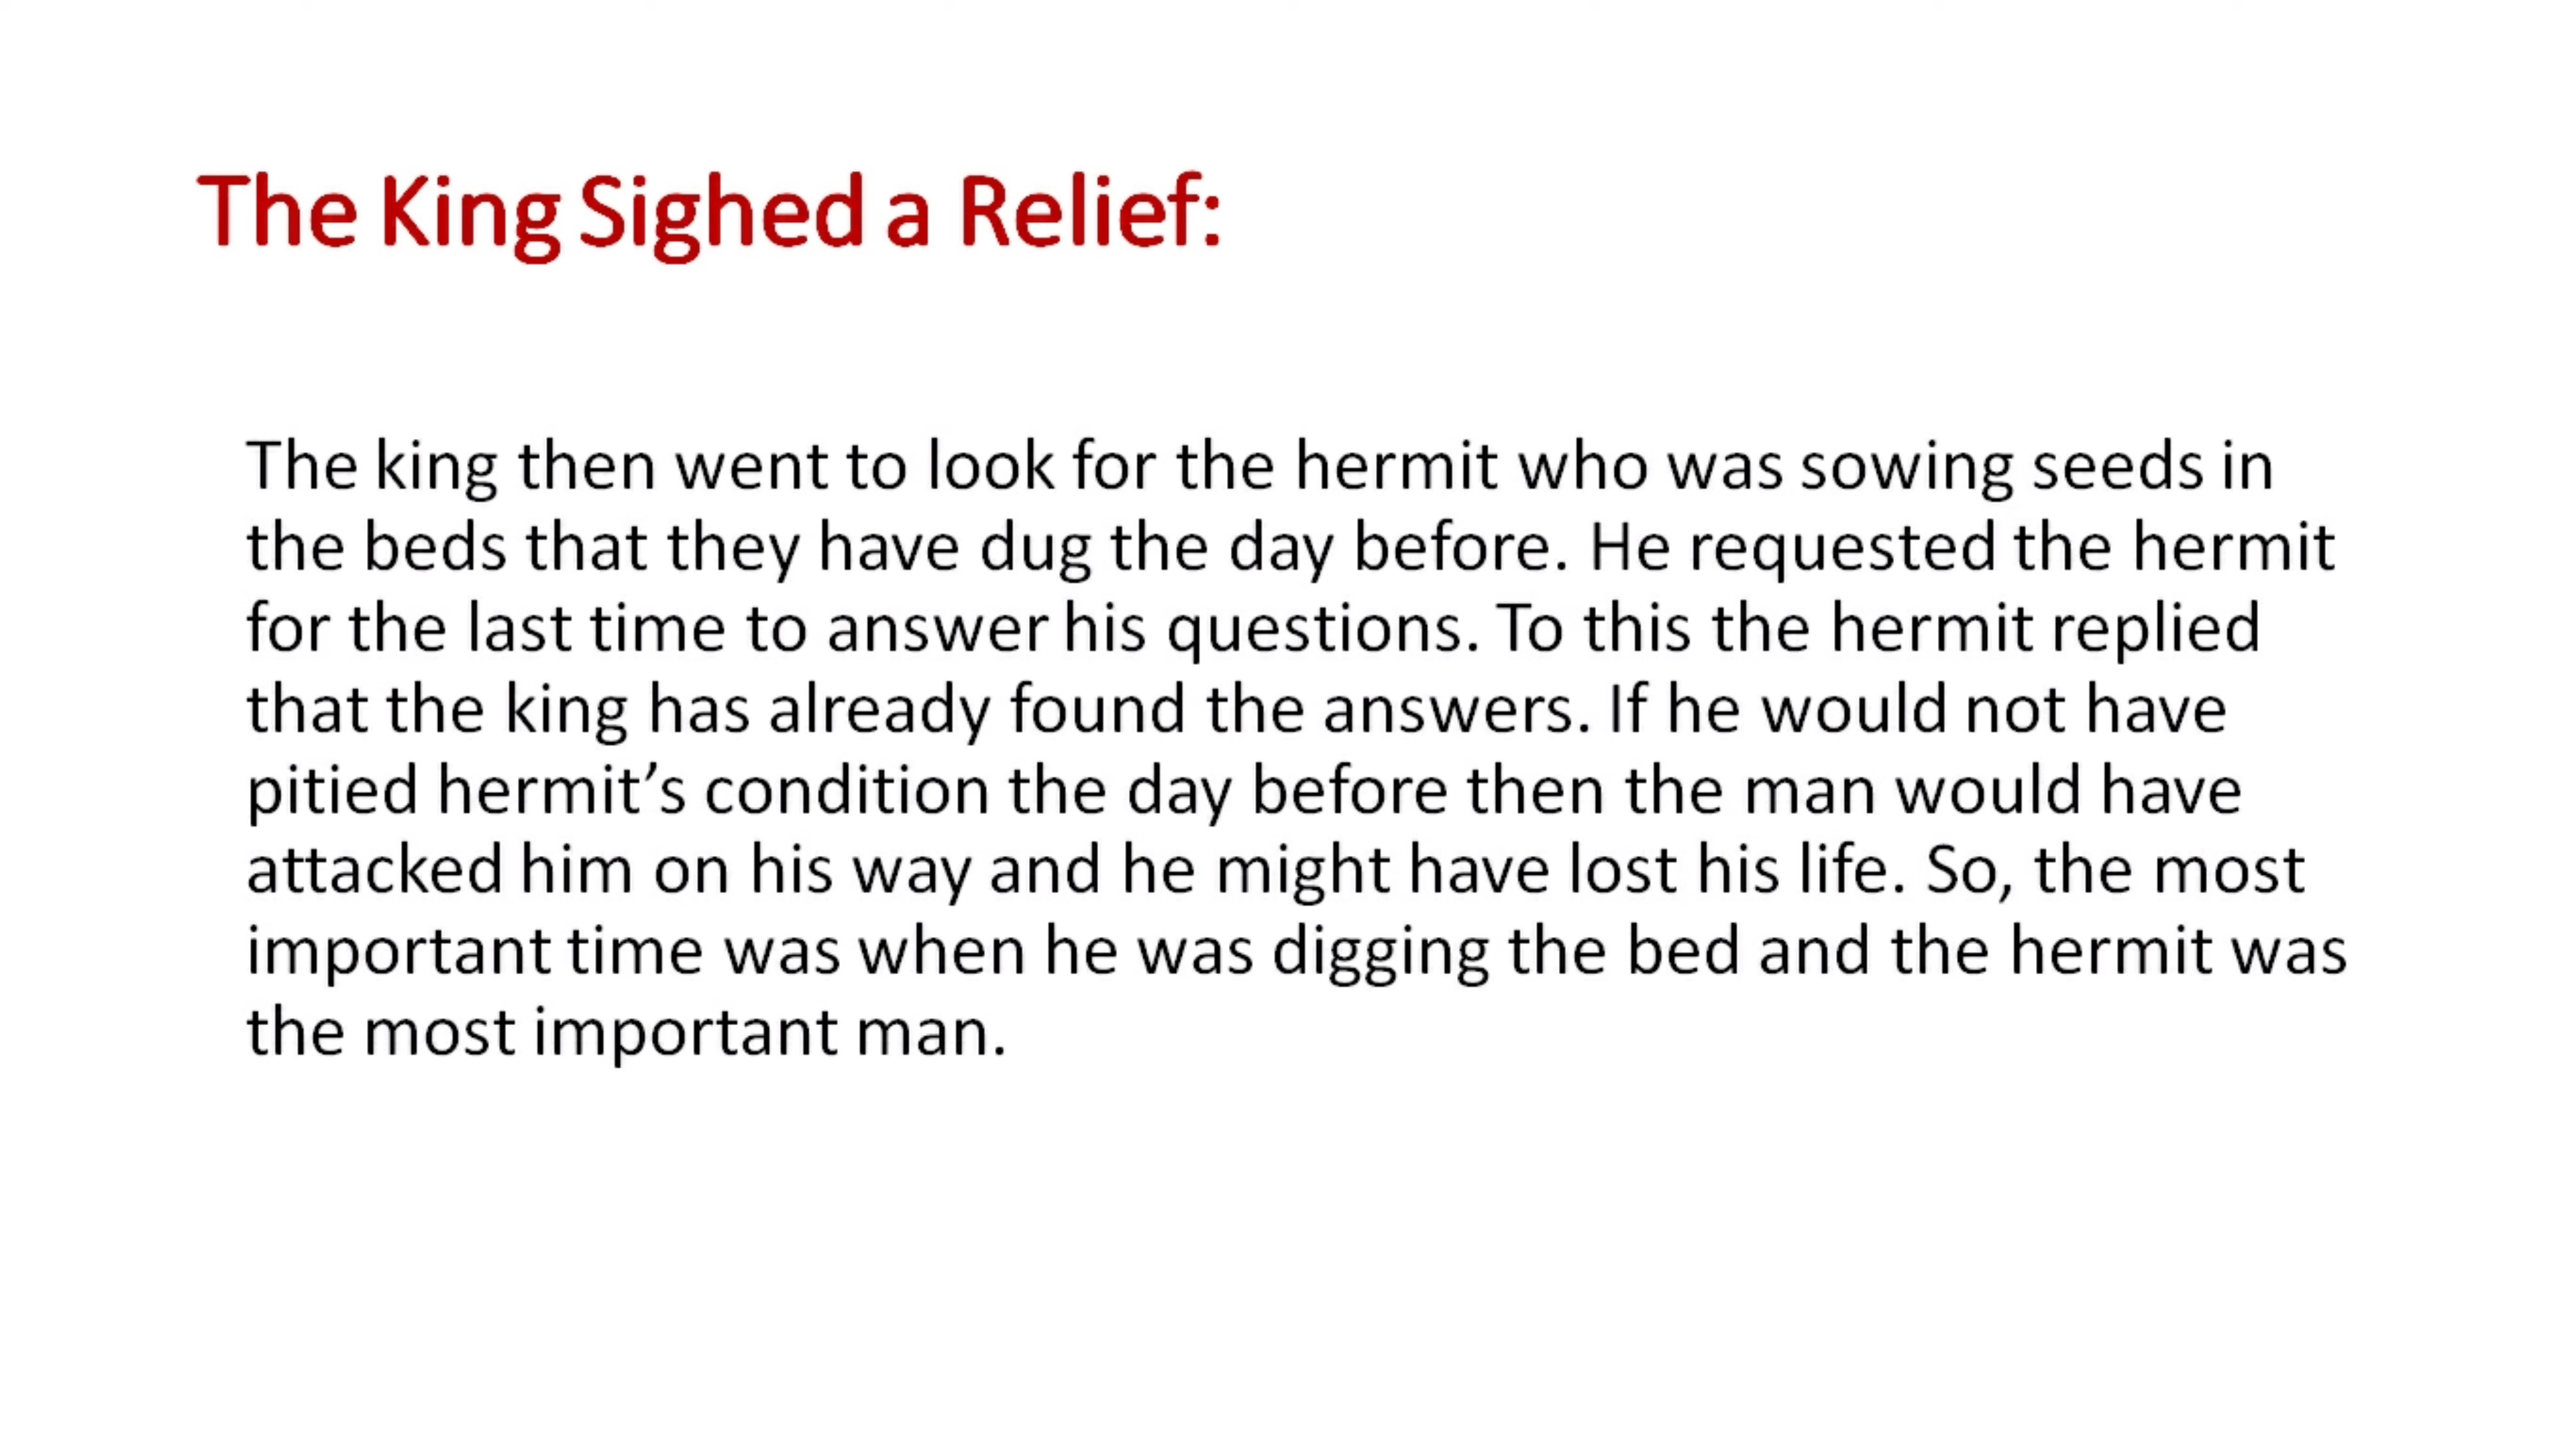 The King Sighed a Relief:
The king then went to look for the hermit who was sowing seeds in
the beds that they have dug the day before. He requested the hermit
for the last time to answer his questions. To this the hermit replied
that the king has already found the answers. If he would not have
pitied hermit’s condition the day before then the man would have
attacked him on his way and he might have lost his life. So, the most
important time was when he was digging the bed and the hermit was
the most important man.